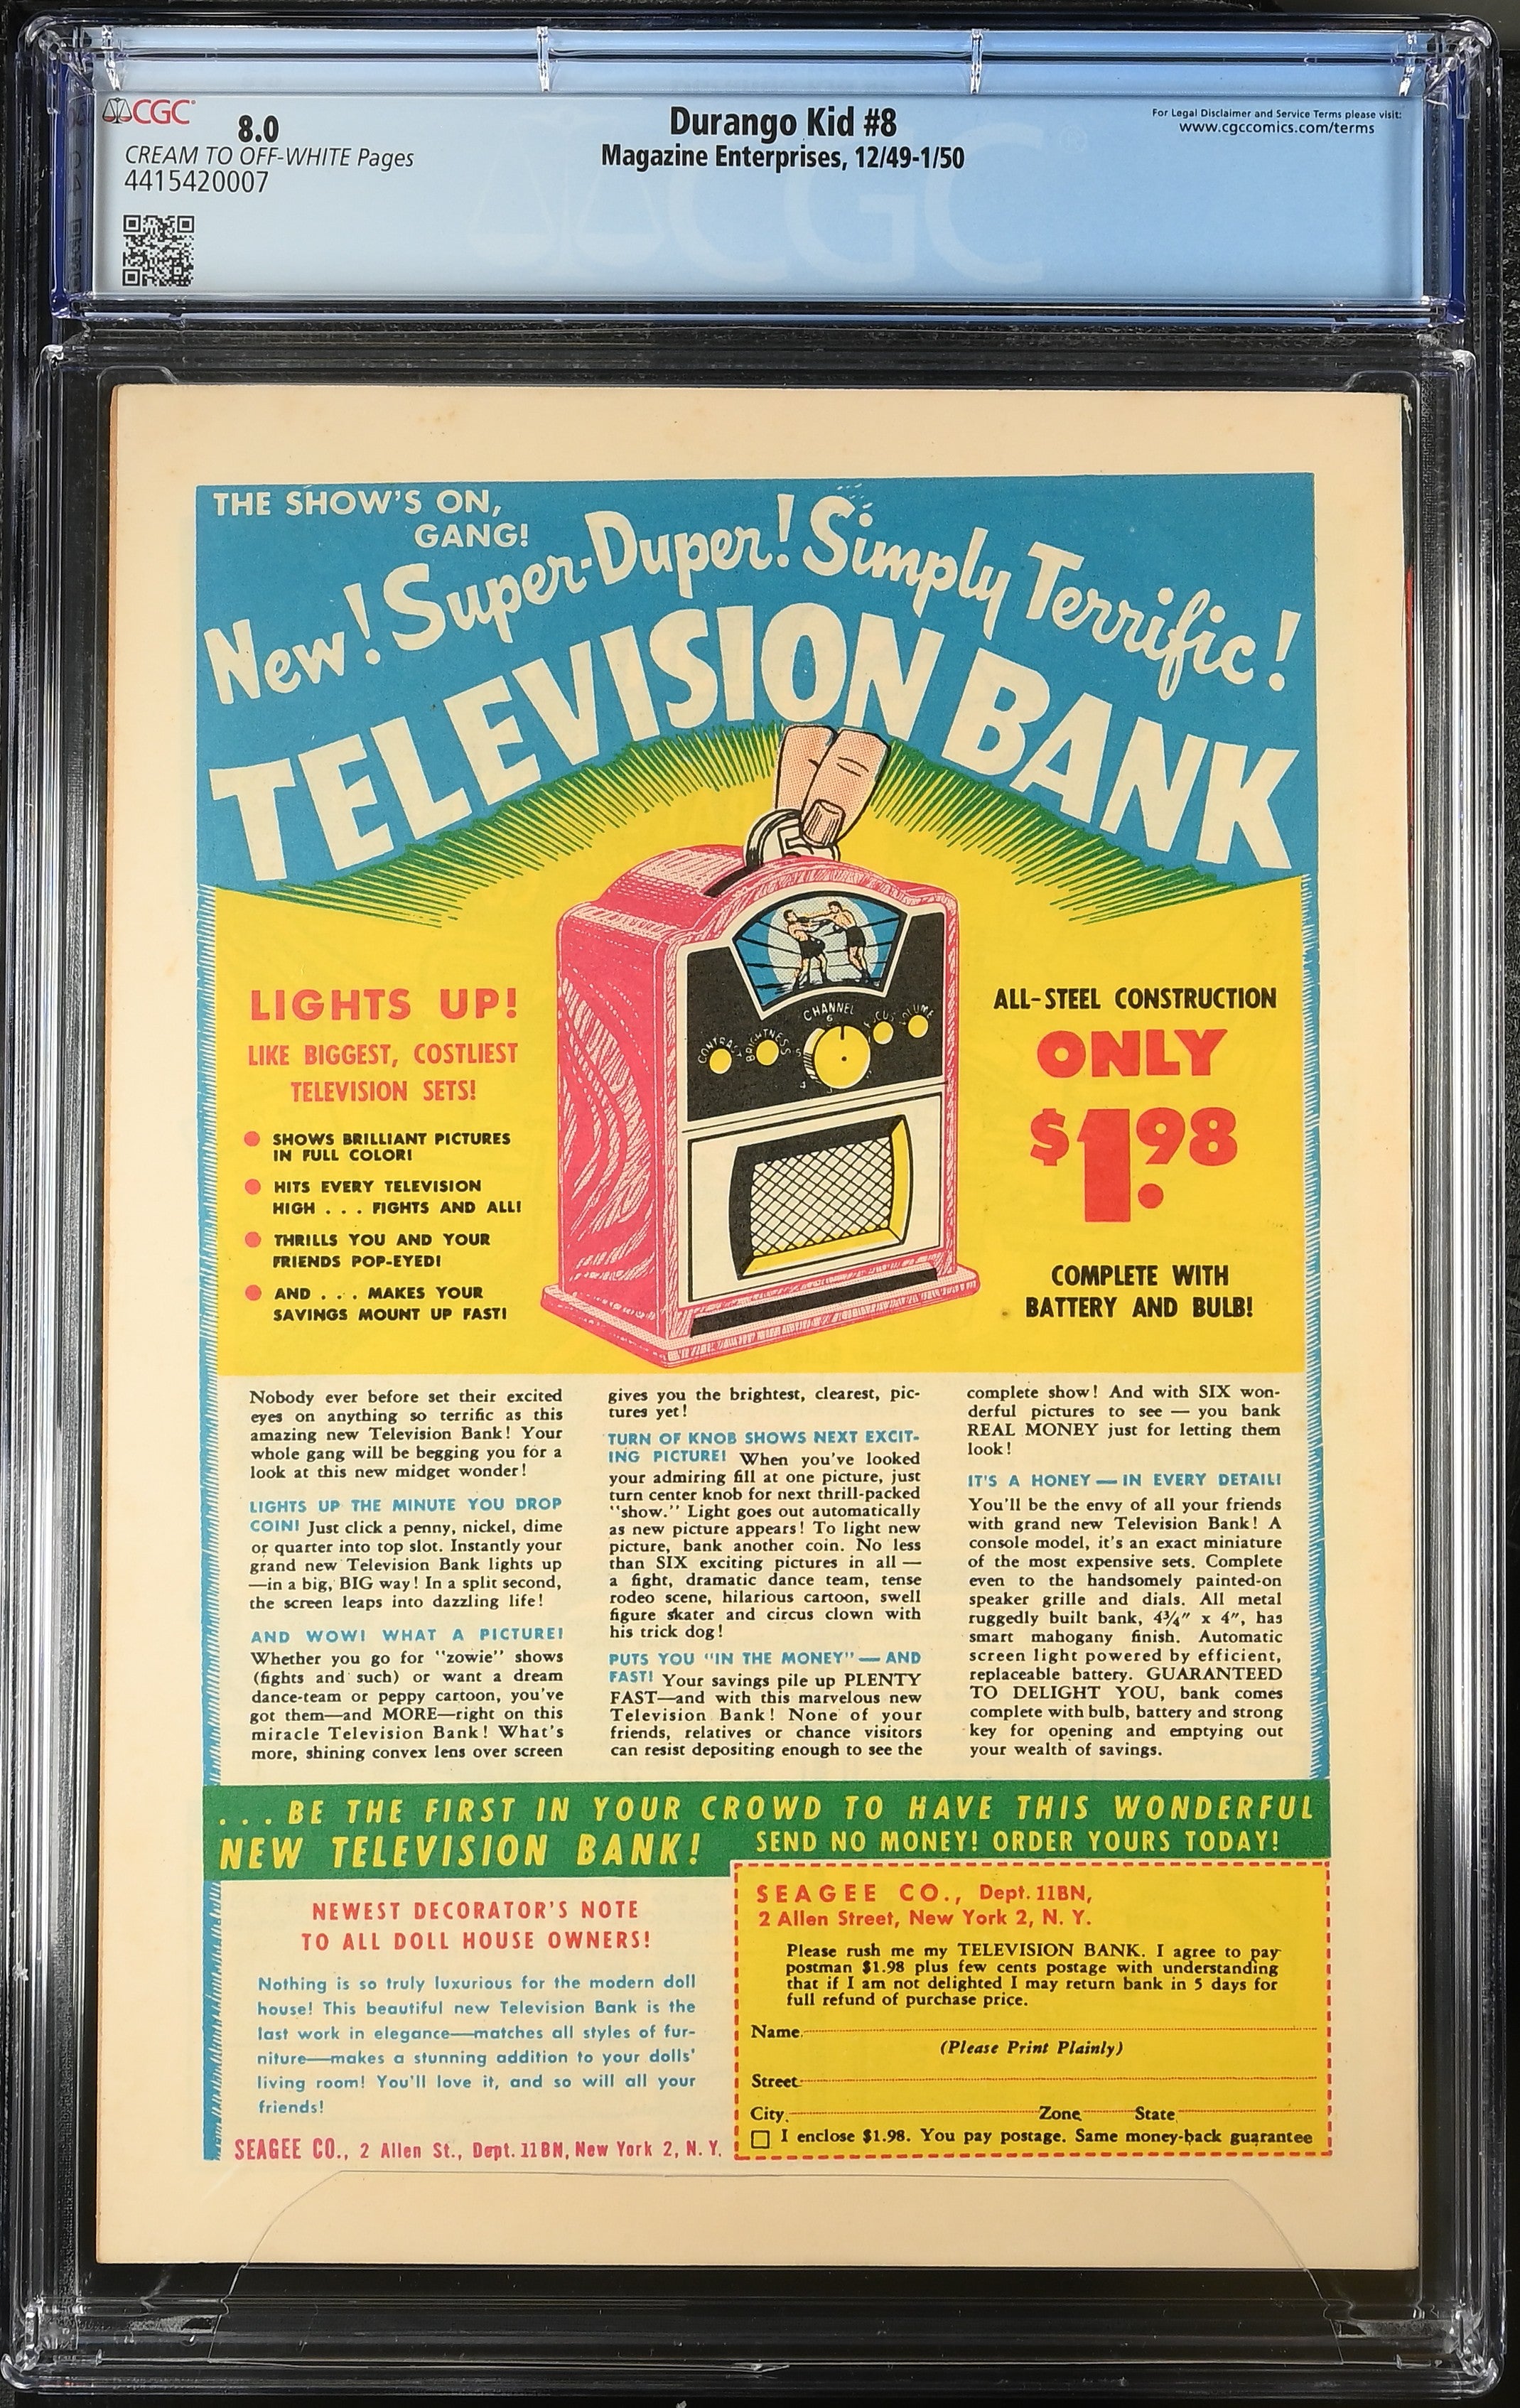 CGC
8.0
CREAM TO OFF-WHITE Pages
4415420007
Durango Kid #8
Magazine Enterprises, 12/49-1/50
For Legal Disclaimer and Service Terms please visit:
www.cgccomics.com/terms
THE SHOW'S ON,
GANG!
New! Super-Duper! Simply Terrific!
TELEVISION BANK
LIGHTS UP!
LIKE BIGGEST, COSTLIEST
TELEVISION SETS!
SHOWS BRILLIANT PICTURES
IN FULL COLOR!
HITS EVERY TELEVISION
HIGH . . . FIGHTS AND ALL!
THRILLS YOU AND YOUR
FRIENDS POP-EYED!
AND . . . MAKES YOUR
SAVINGS MOUNT UP FAST!
5
CHANNEL
6
CONTRAST
BRIGHTNESS
ALL-STEEL CONSTRUCTION
ONLY
$1.98
COMPLETE WITH
BATTERY AND BULB!
Nobody ever before set their excited
eyes on anything so terrific as this
amazing new Television Bank! Your
whole gang will be begging you for a
look at this new midget wonder!
LIGHTS UP THE MINUTE YOU DROP
COIN! Just click a penny, nickel, dime
or quarter into top slot. Instantly your
grand new Television Bank lights up
—in a big, BIG way! In a split second,
the screen leaps into dazzling life!
AND WOW! WHAT A PICTURE!
Whether you go for "zowie" shows
(fights and such) or want a dream
dance-team or peppy cartoon, you've
got them—and MORE—right on this
miracle Television Bank! What's
more, shining convex lens over screen
gives you the brightest, clearest, pic-
tures yet!
TURN OF KNOB SHOWS NEXT EXCIT-
ING PICTURE! When you've looked
your admiring fill at one picture, just
turn center knob for next thrill-packed
"show." Light goes out automatically
as new picture appears! To light new
picture, bank another coin. No less
than SIX exciting pictures in all —
a fight, dramatic dance team, tense
rodeo scene, hilarious cartoon, swell
figure skater and circus clown with
his trick dog!
PUTS YOU "IN THE MONEY" — AND
FAST! Your savings pile up PLENTY
FAST—and with this marvelous new
Television Bank! None of your
friends, relatives or chance visitors
can resist depositing enough to see the
complete show! And with SIX won-
derful pictures to see — you bank
REAL MONEY just for letting them
look!
IT'S A HONEY — IN EVERY DETAIL!
You'll be the envy of all your friends
with grand new Television Bank! A
console model, it's an exact miniature
of the most expensive sets. Complete
even to the handsomely painted-on
speaker grille and dials. All metal
ruggedly built bank, 4¾" x 4", has
smart mahogany finish. Automatic
screen light powered by efficient,
replaceable battery. GUARANTEED
TO DELIGHT YOU, bank comes
complete with bulb, battery and strong
key for opening and emptying out
your wealth of savings.
. . . BE THE FIRST IN YOUR CROWD TO HAVE THIS WONDERFUL
NEW TELEVISION BANK! SEND NO MONEY! ORDER YOURS TODAY!
NEWEST DECORATOR'S NOTE
TO ALL DOLL HOUSE OWNERS!
Nothing is so truly luxurious for the modern doll
house! This beautiful new Television Bank is the
last work in elegance—matches all styles of fur-
niture—makes a stunning addition to your dolls'
living room! You'll love it, and so will all your
friends!
SEAGEE CO., 2 Allen St., Dept. 11BN, New York 2, N. Y.
SEAGEE CO., Dept. 11BN,
2 Allen Street, New York 2, N. Y.
Please rush me my TELEVISION BANK. I agree to pay
postman $1.98 plus few cents postage with understanding
that if I am not delighted I may return bank in 5 days for
full refund of purchase price.
Name
(Please Print Plainly)
Street
City Zone State
I enclose $1.98. You pay postage. Same money-back guarantee